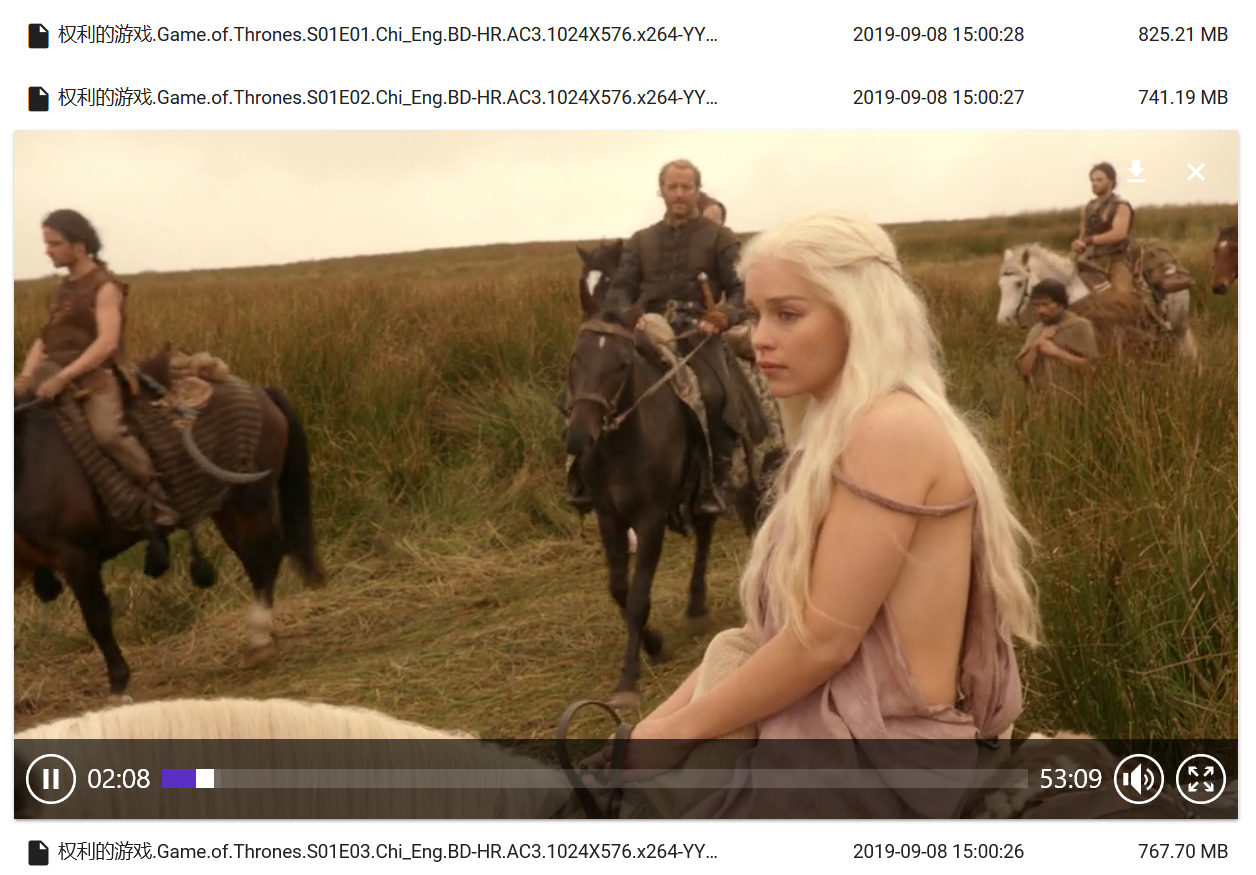 权利的游戏.Game.of.Thrones.S01E01.Chi_Eng.BD-HR.AC3.1024X576.x264-YY... 2019-09-08 15:00:28 825.21 MB
权利的游戏.Game.of.Thrones.S01E02.Chi_Eng.BD-HR.AC3.1024X576.x264-YY... 2019-09-08 15:00:27 741.19 MB
02:08 53:09
权利的游戏.Game.of.Thrones.S01E03.Chi_Eng.BD-HR.AC3.1024X576.x264-YY... 2019-09-08 15:00:26 767.70 MB